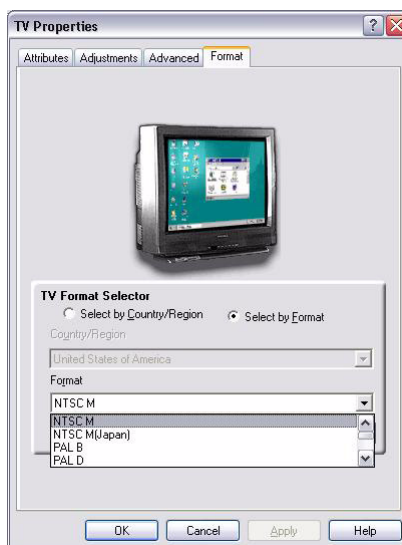 TV Properties
Attributes Adjustments Advanced Format
TV Format Selector
Select by Country/Region Select by Format
Country/Region
United States of America
Format
NTSC M
NTSC M
NTSC M(Japan)
PAL B
PAL D
OK Cancel Apply Help